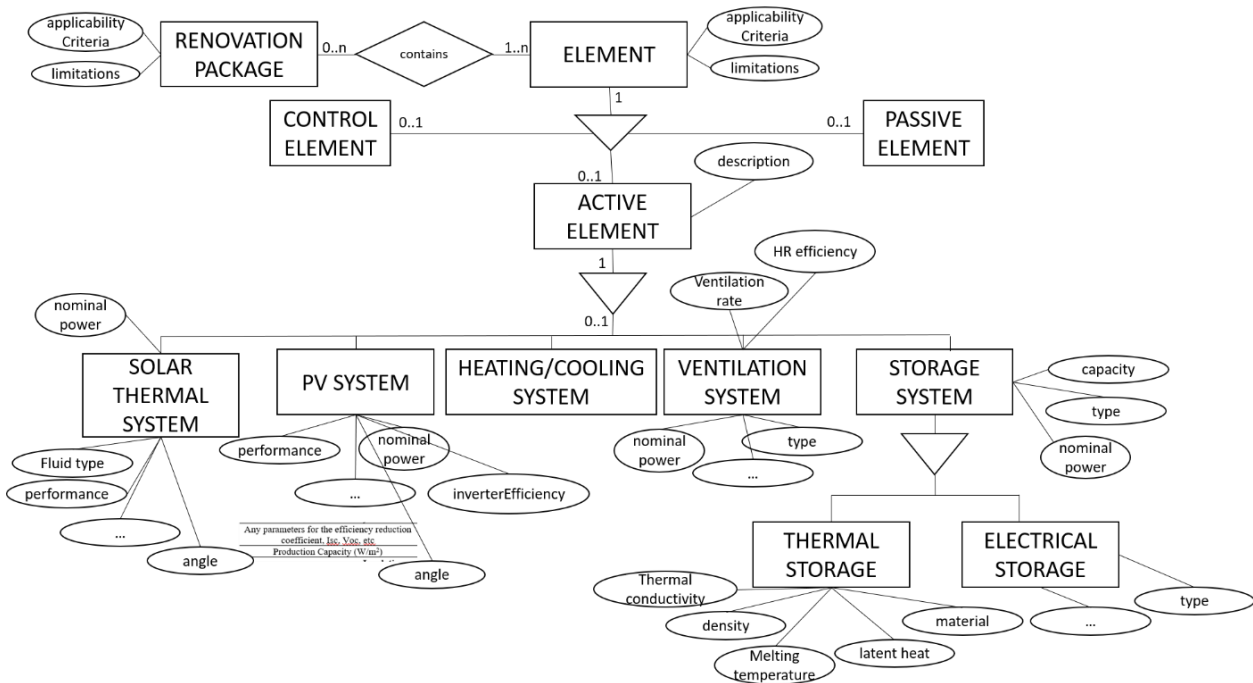 applicability
Criteria
limitations
RENOVATION
PACKAGE
0..n
contains
1..n
ELEMENT
applicability
Criteria
limitations
1
CONTROL
ELEMENT
0..1
0..1
PASSIVE
ELEMENT
description
0..1
ACTIVE
ELEMENT
1
HR efficiency
Ventilation
rate
nominal
power
0..1
SOLAR
THERMAL
SYSTEM
PV SYSTEM
HEATING/COOLING
SYSTEM
VENTILATION
SYSTEM
STORAGE
SYSTEM
capacity
type
nominal
power
Fluid type
performance
...
angle
performance
nominal
power
...
inverterEfficiency
angle
nominal
power
type
...
Any parameters for the efficiency reduction
coefficient, Isc, Voc, etc
Production Capacity (W/m²)
THERMAL
STORAGE
ELECTRICAL
STORAGE
Thermal
conductivity
density
Melting
temperature
latent heat
material
type
...